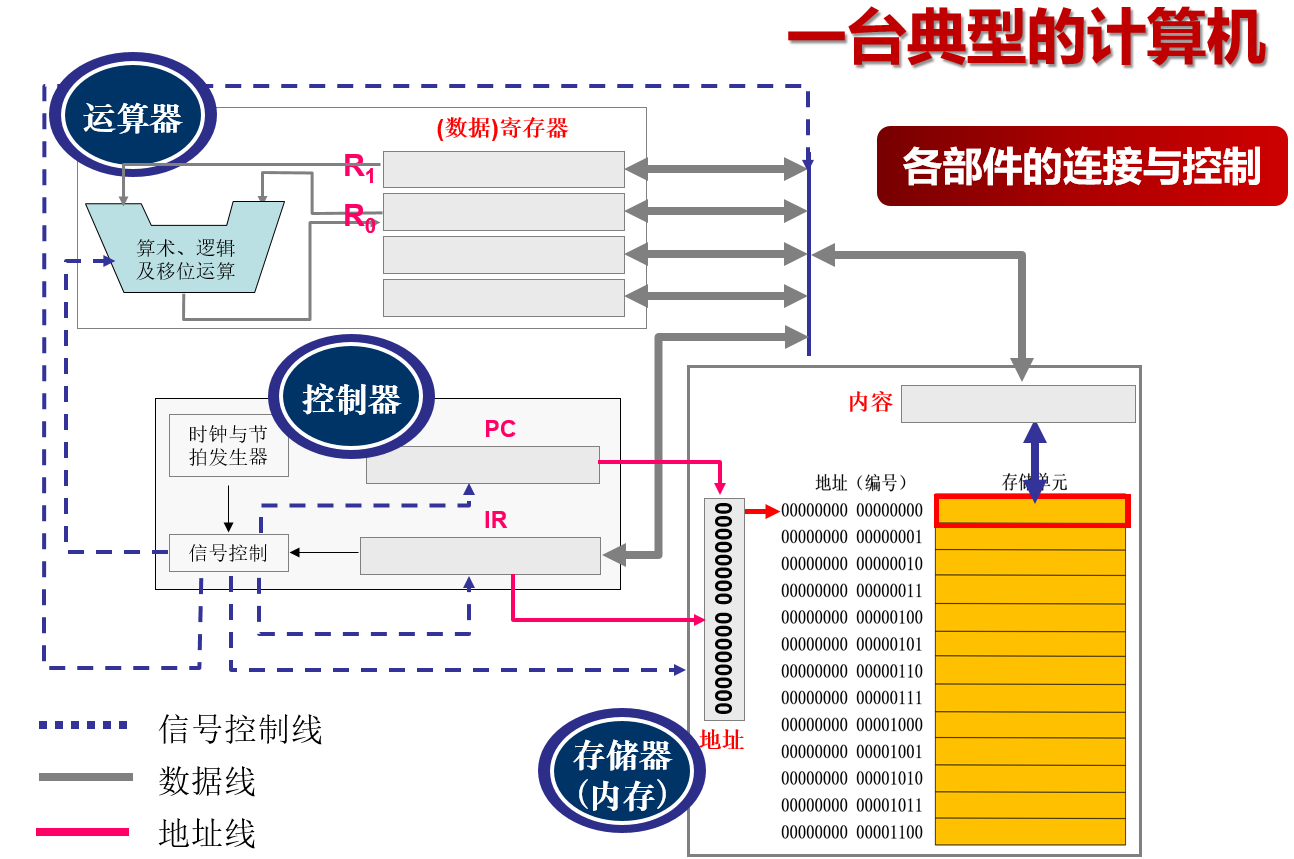 一台典型的计算机
各部件的连接与控制
运算器
(数据)寄存器
R1
R0
算术、逻辑
及移位运算
控制器
时钟与节
拍发生器
信号控制
PC
IR
内容
地址（编号）
存储单元
00000000 00000000
00000000 00000000
00000000 00000001
00000000 00000010
00000000 00000011
00000000 00000100
00000000 00000101
00000000 00000110
00000000 00000111
00000000 00001000
00000000 00001001
00000000 00001010
00000000 00001011
00000000 00001100
地址
存储器
(内存)
信号控制线
数据线
地址线